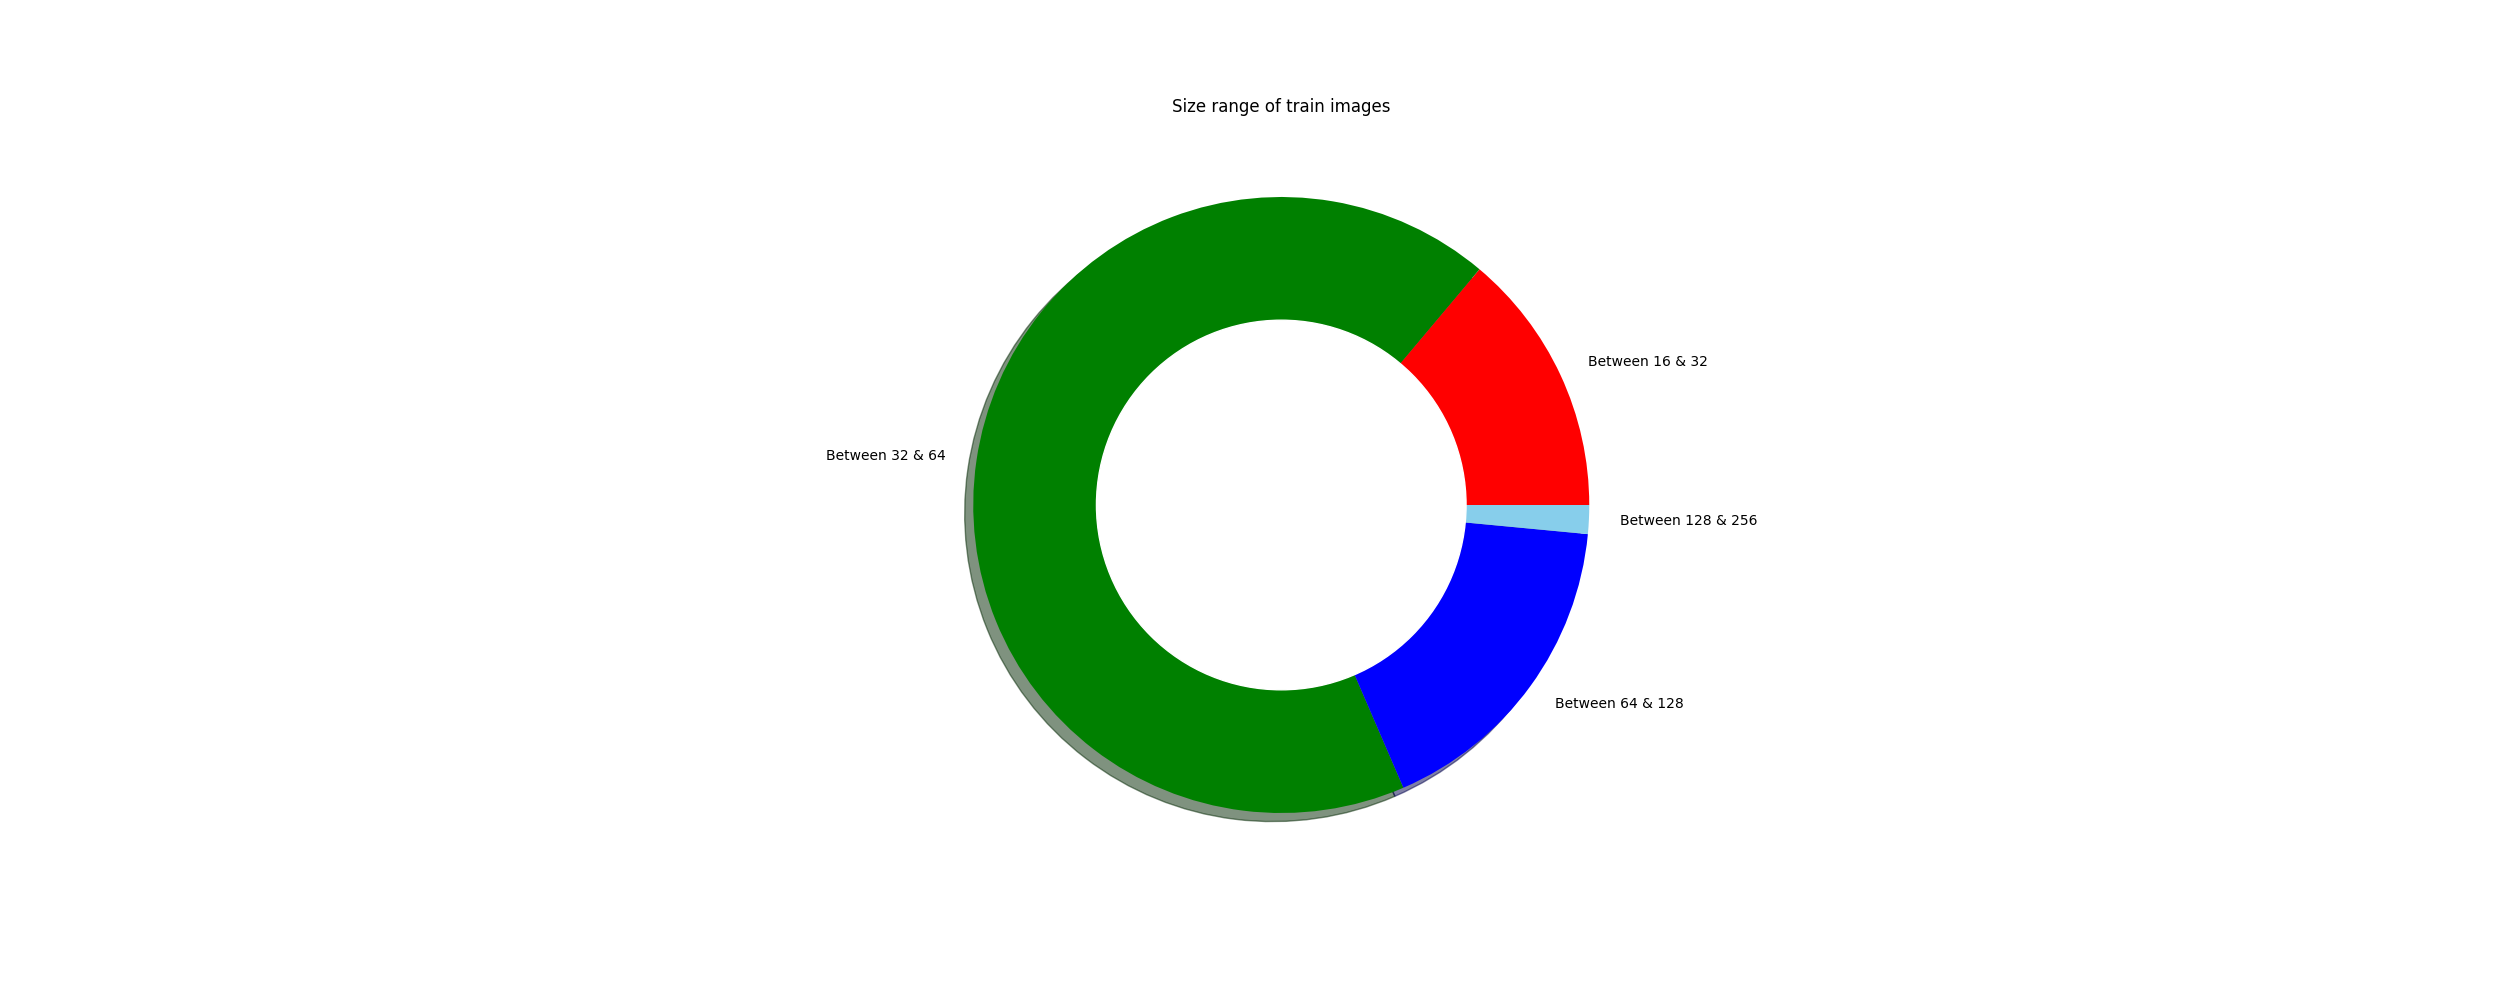 Size range of train images
Between 16 & 32
Between 32 & 64
Between 128 & 256
Between 64 & 128